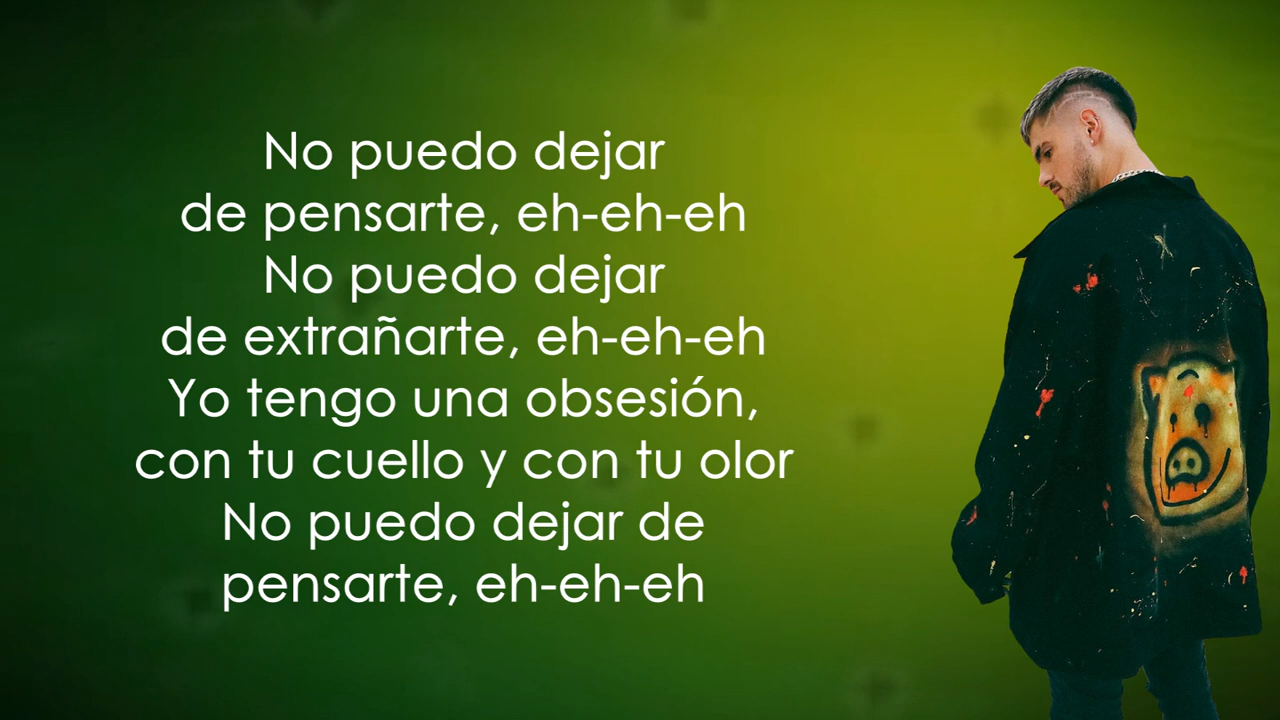 No puedo dejar
de pensarte, eh-eh-eh
No puedo dejar
de extrañarte, eh-eh-eh
Yo tengo una obsesión,
con tu cuello y con tu olor
No puedo dejar de
pensarte, eh-eh-eh